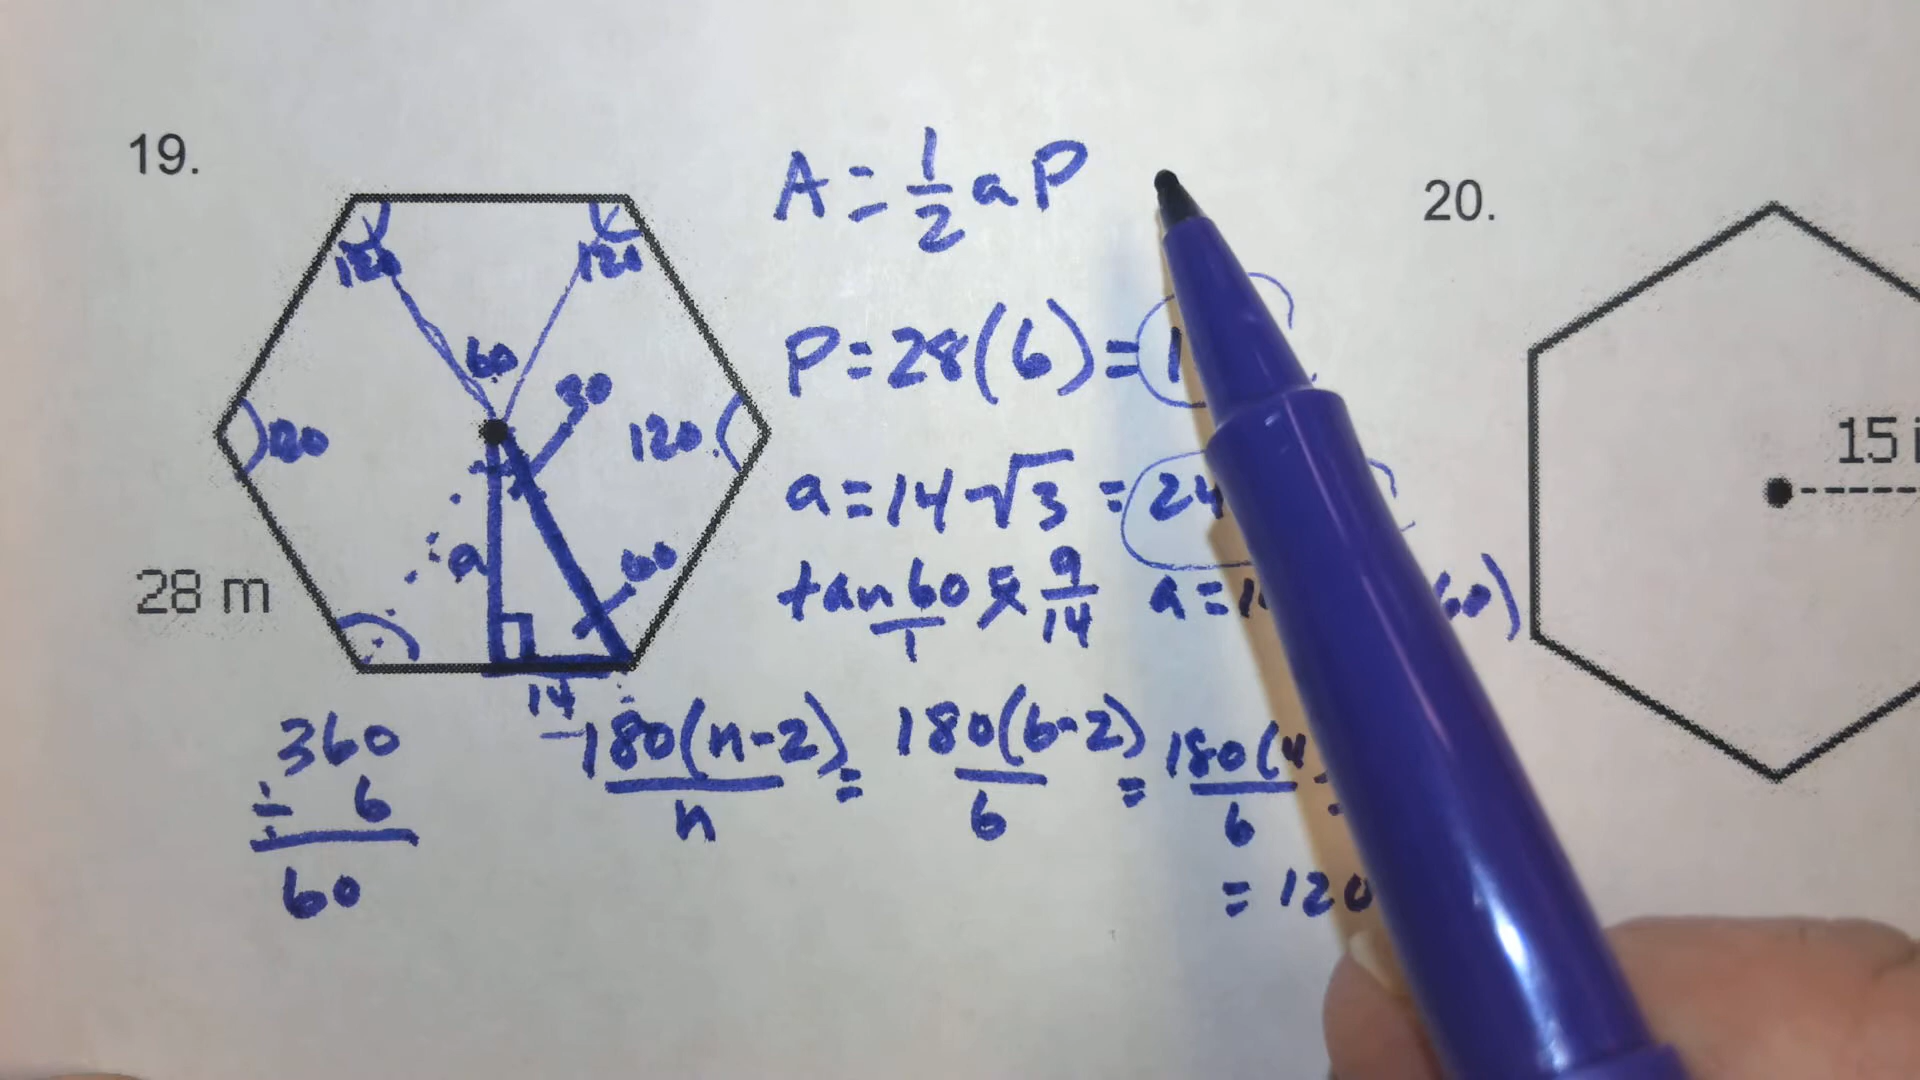 19.
A = 1/2 a P
20.
120 120
60
30
P = 28(6) =
120 120
15
a = 14√3 = 24
28 m
a
60
tan 60/1 a/14 a = 60)
14
360
÷ 6
60
180(n-2)/n = 180(6-2)/6 = 180(4)/6
= 120